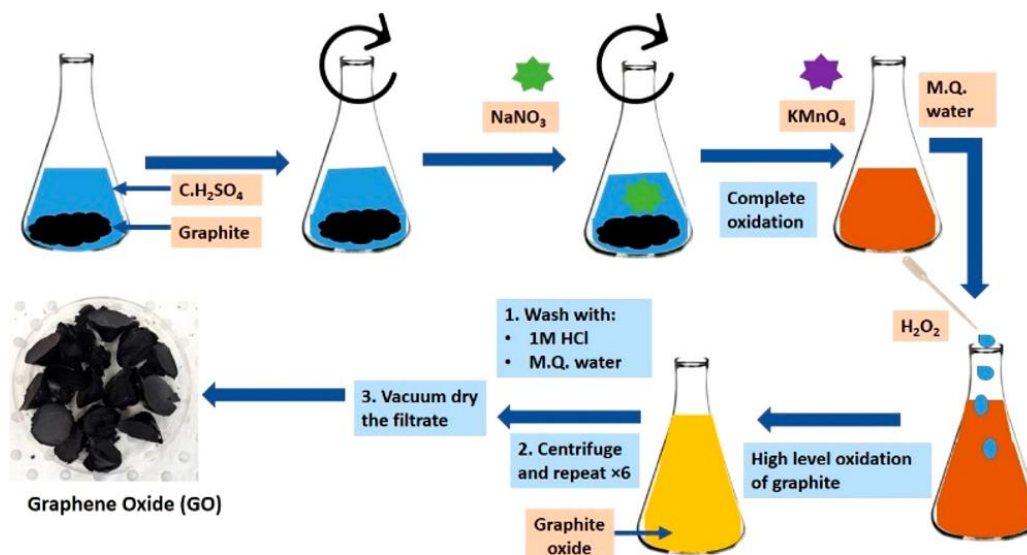 C.H₂SO₄
Graphite
NaNO₃
KMnO₄
Complete
oxidation
M.Q.
water
H₂O₂
High level oxidation
of graphite
Graphite
oxide
1. Wash with:
• 1M HCl
• M.Q. water
2. Centrifuge
and repeat ×6
3. Vacuum dry
the filtrate
Graphene Oxide (GO)